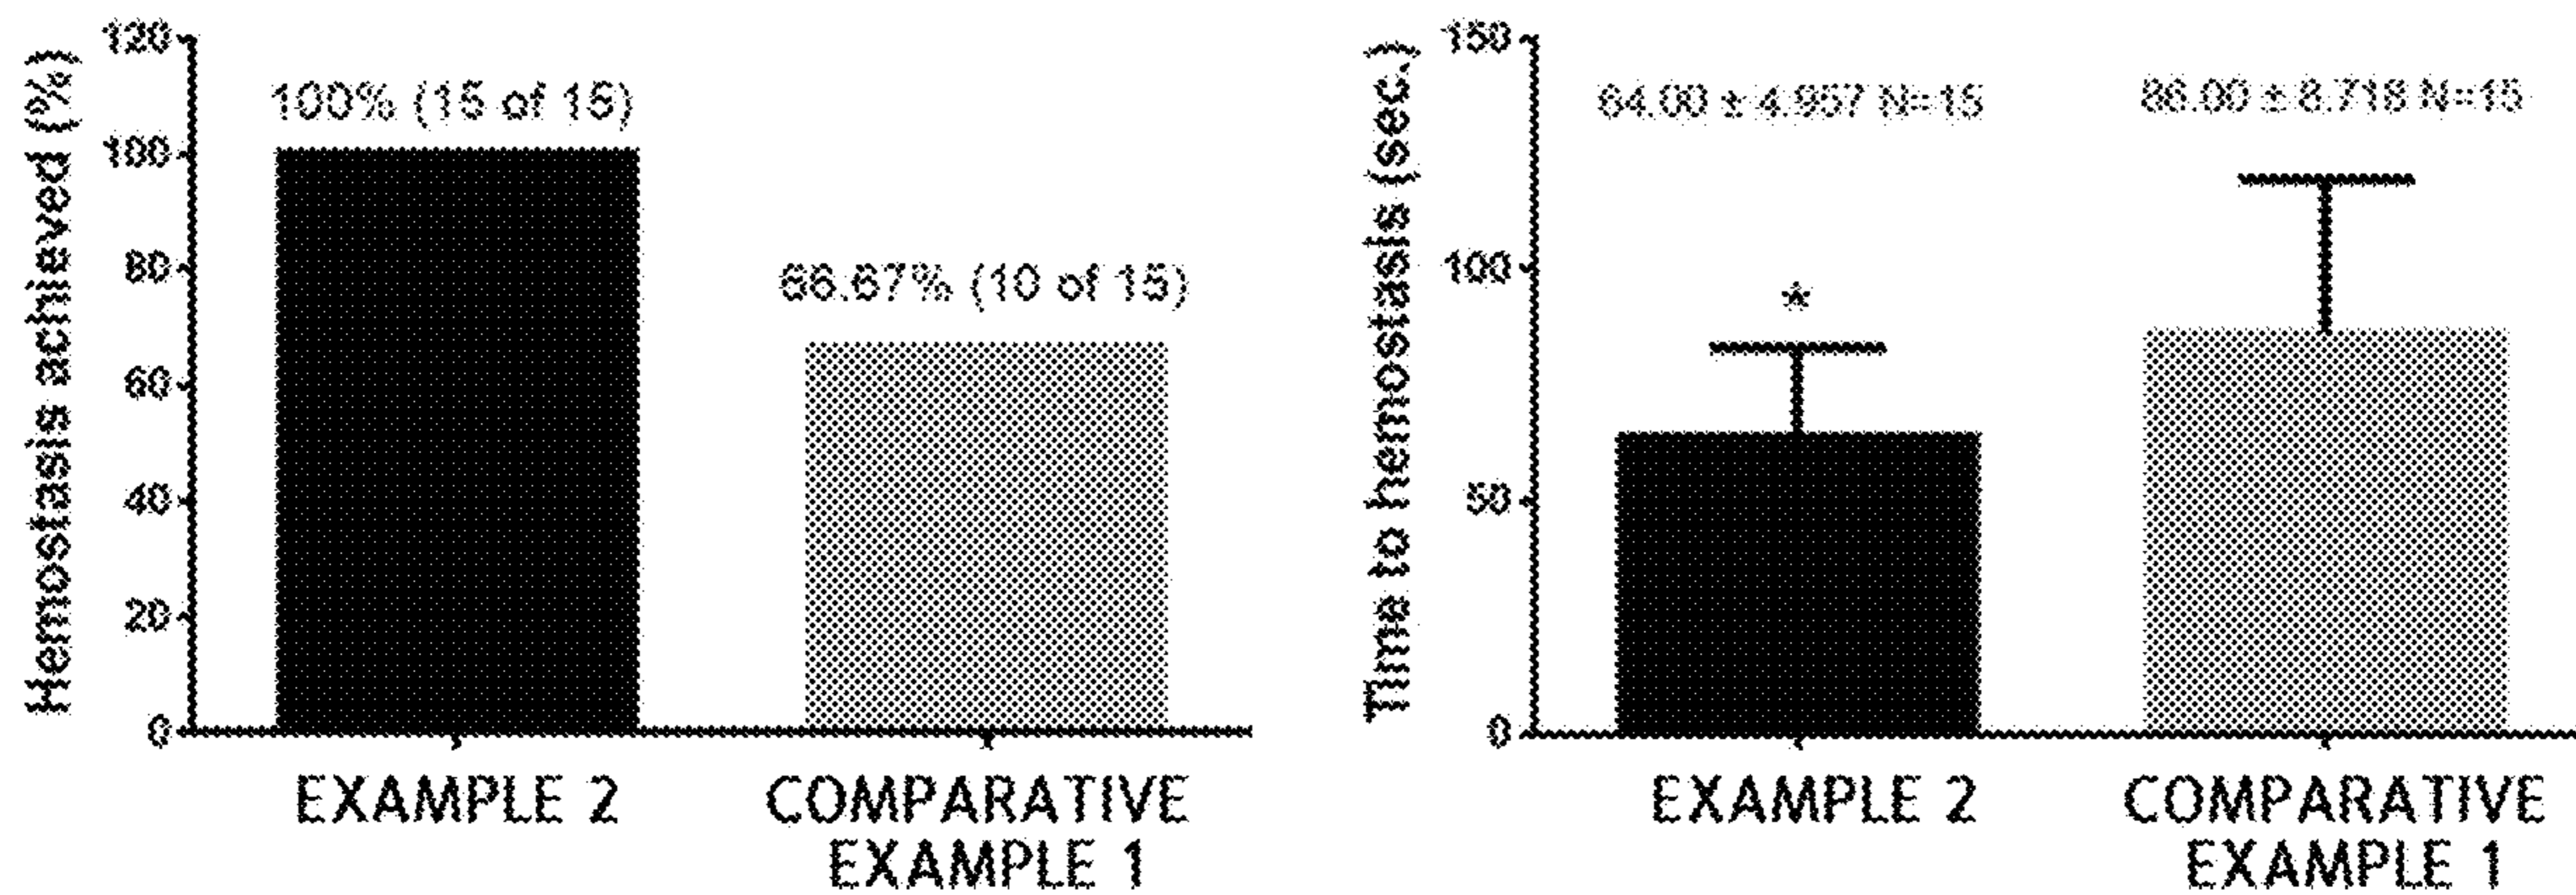 Hemostasis achieved (%)
120
100
80
60
40
20
0
100% (15 of 15)
66.67% (10 of 15)
EXAMPLE 2
COMPARATIVE
EXAMPLE 1
Time to hemostasis (sec.)
150
100
50
0
64.00 ± 4.957 N=15
86.00 ± 8.718 N=15
*
EXAMPLE 2
COMPARATIVE
EXAMPLE 1